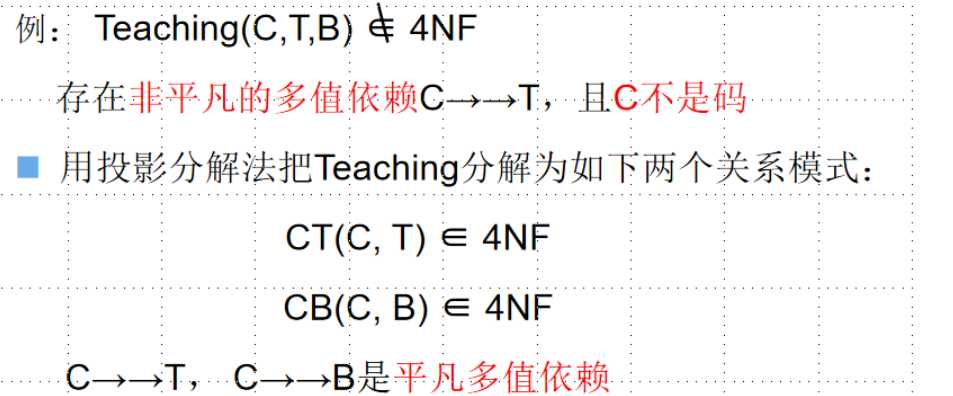 例： Teaching(C,T,B) ∉ 4NF
存在非平凡的多值依赖C→→T，且C不是码
■ 用投影分解法把Teaching分解为如下两个关系模式：
CT(C, T) ∈ 4NF
CB(C, B) ∈ 4NF
C→→T， C→→B是平凡多值依赖